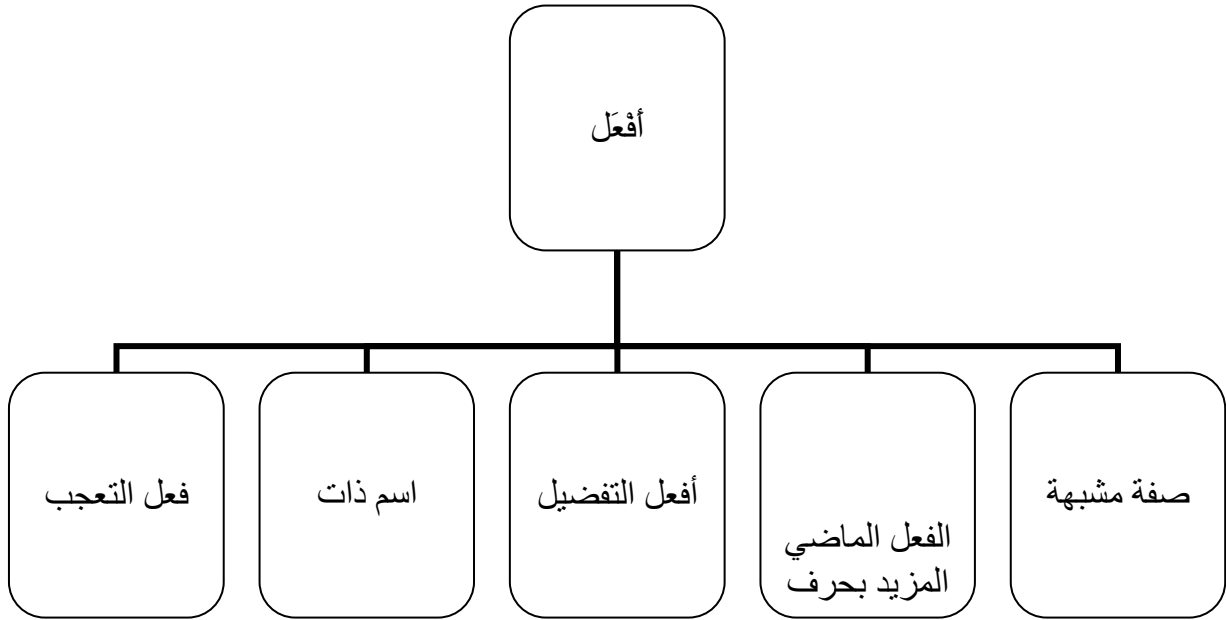 أفْعَل
صفة مشبهة
الفعل الماضي
المزيد بحرف
أفعل التفضيل
اسم ذات
فعل التعجب